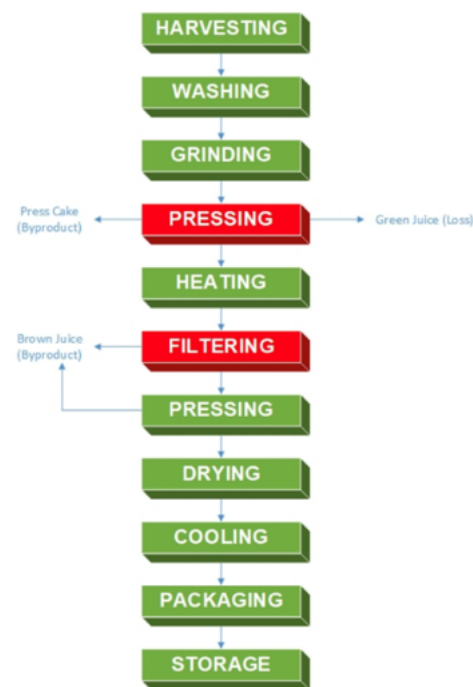 HARVESTING
WASHING
GRINDING
Press Cake
(Byproduct)
PRESSING
Green Juice (Loss)
HEATING
Brown Juice
(Byproduct)
FILTERING
PRESSING
DRYING
COOLING
PACKAGING
STORAGE